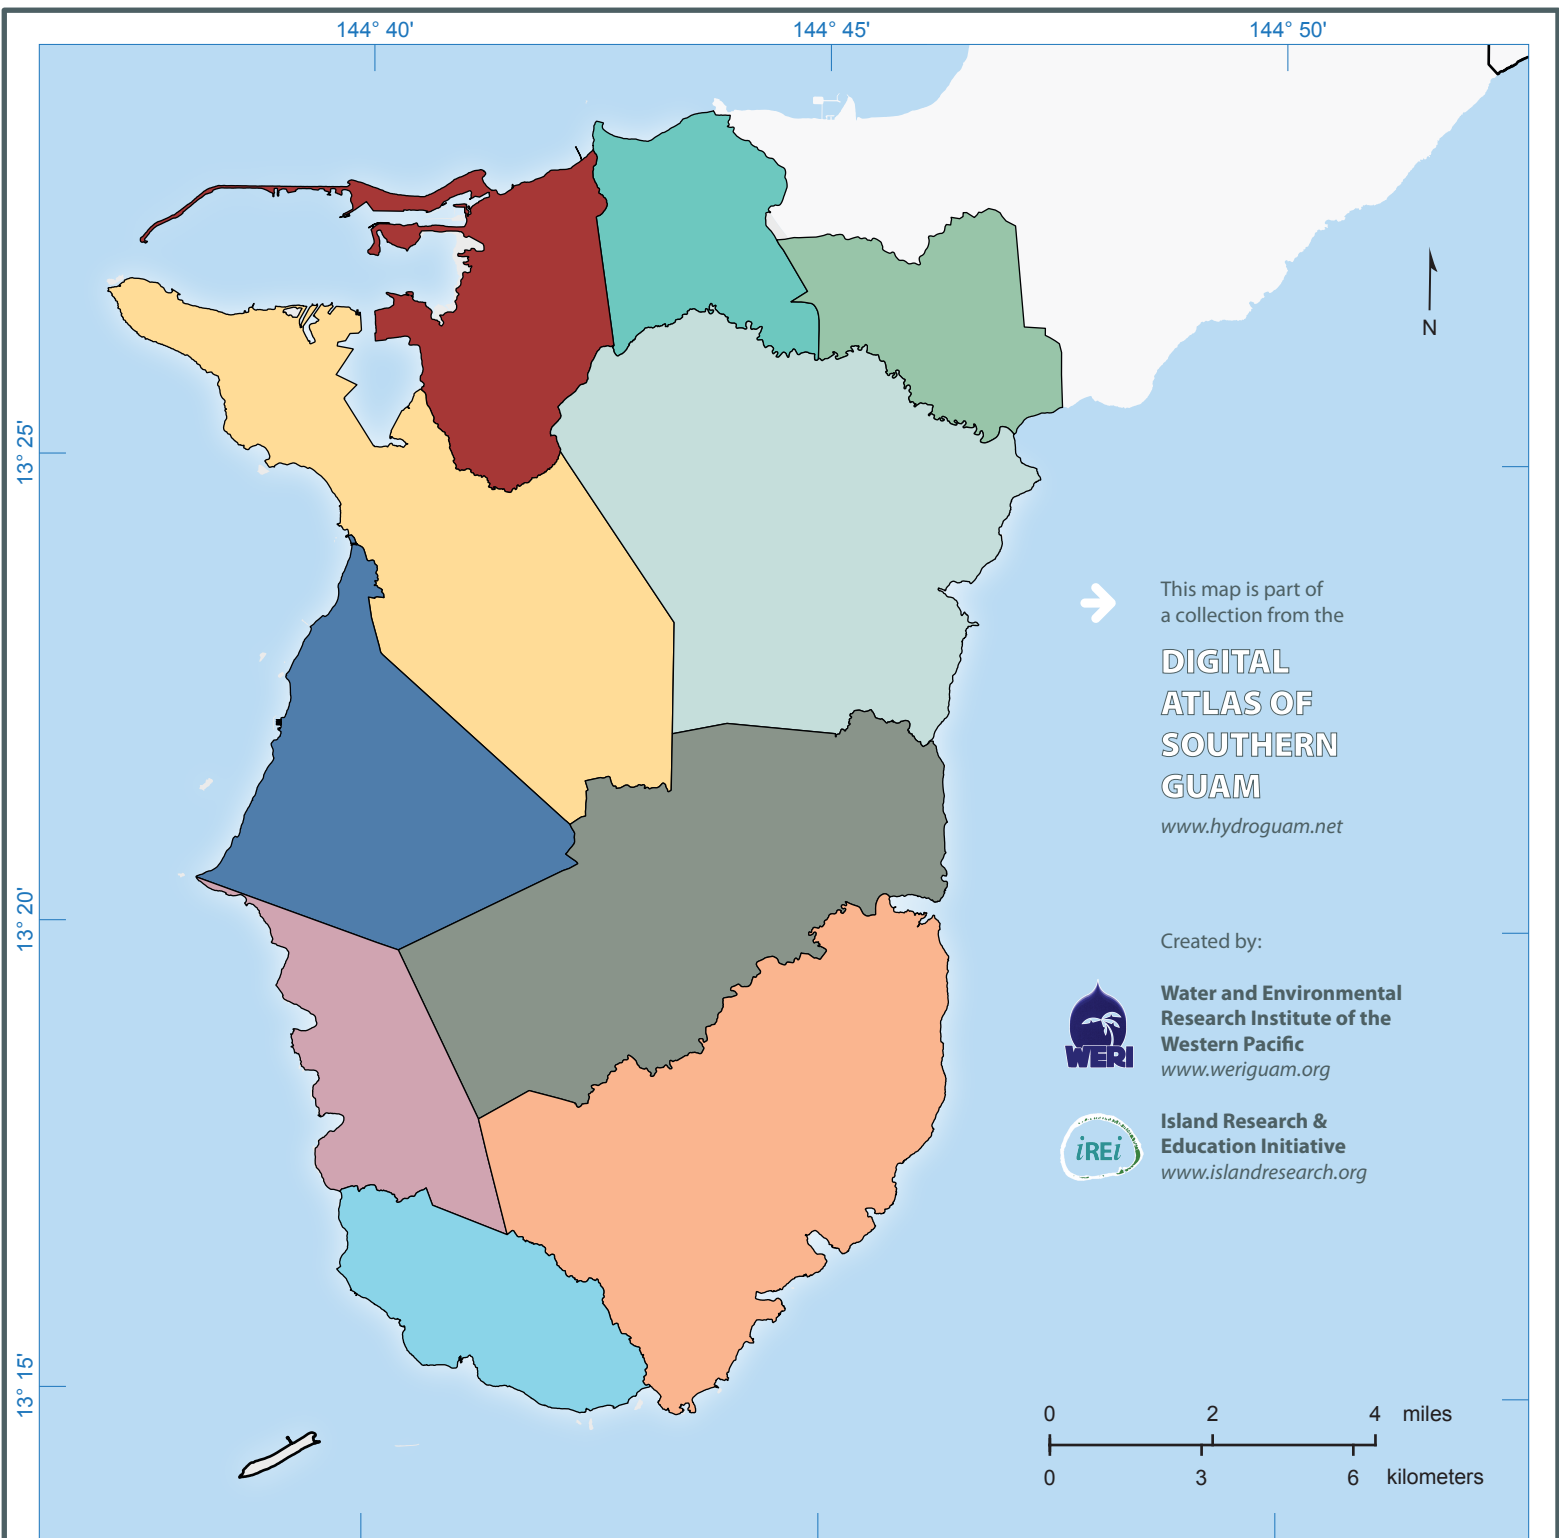 144° 40'
144° 45'
144° 50'
13° 25'
N
This map is part of
a collection from the
DIGITAL
ATLAS OF
SOUTHERN
GUAM
www.hydroguam.net
13° 20'
Created by:
Water and Environmental
Research Institute of the
Western Pacific
www.weriguam.org
WERI
Island Research &
Education Initiative
www.islandresearch.org
iREi
13° 15'
0 2 4 miles
0 3 6 kilometers